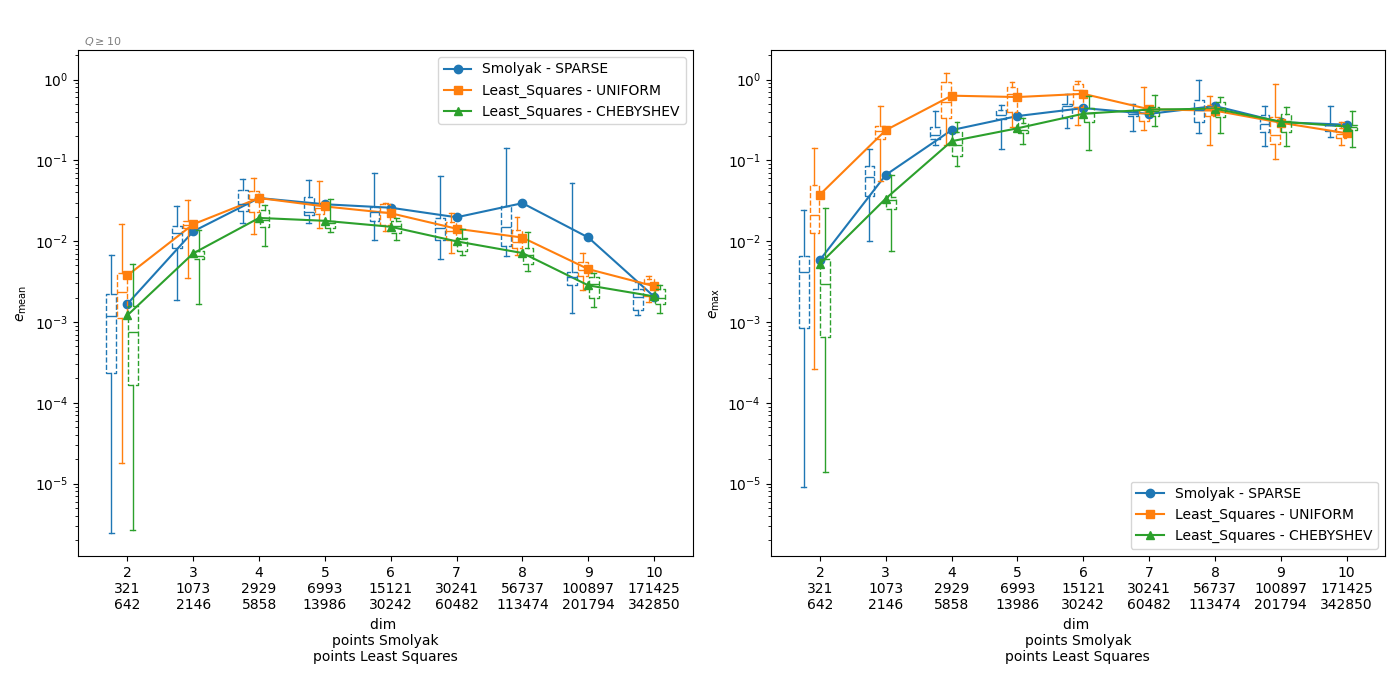 Q ≥ 10
Smolyak - SPARSE
Least_Squares - UNIFORM
Least_Squares - CHEBYSHEV
10⁰
10⁻¹
10⁻²
10⁻³
10⁻⁴
10⁻⁵
e_mean
2 3 4 5 6 7 8 9 10
321 1073 2929 6993 15121 30241 56737 100897 171425
642 2146 5858 13986 30242 60482 113474 201794 342850
dim
points Smolyak
points Least Squares
10⁰
10⁻¹
10⁻²
10⁻³
10⁻⁴
10⁻⁵
e_max
Smolyak - SPARSE
Least_Squares - UNIFORM
Least_Squares - CHEBYSHEV
2 3 4 5 6 7 8 9 10
321 1073 2929 6993 15121 30241 56737 100897 171425
642 2146 5858 13986 30242 60482 113474 201794 342850
dim
points Smolyak
points Least Squares